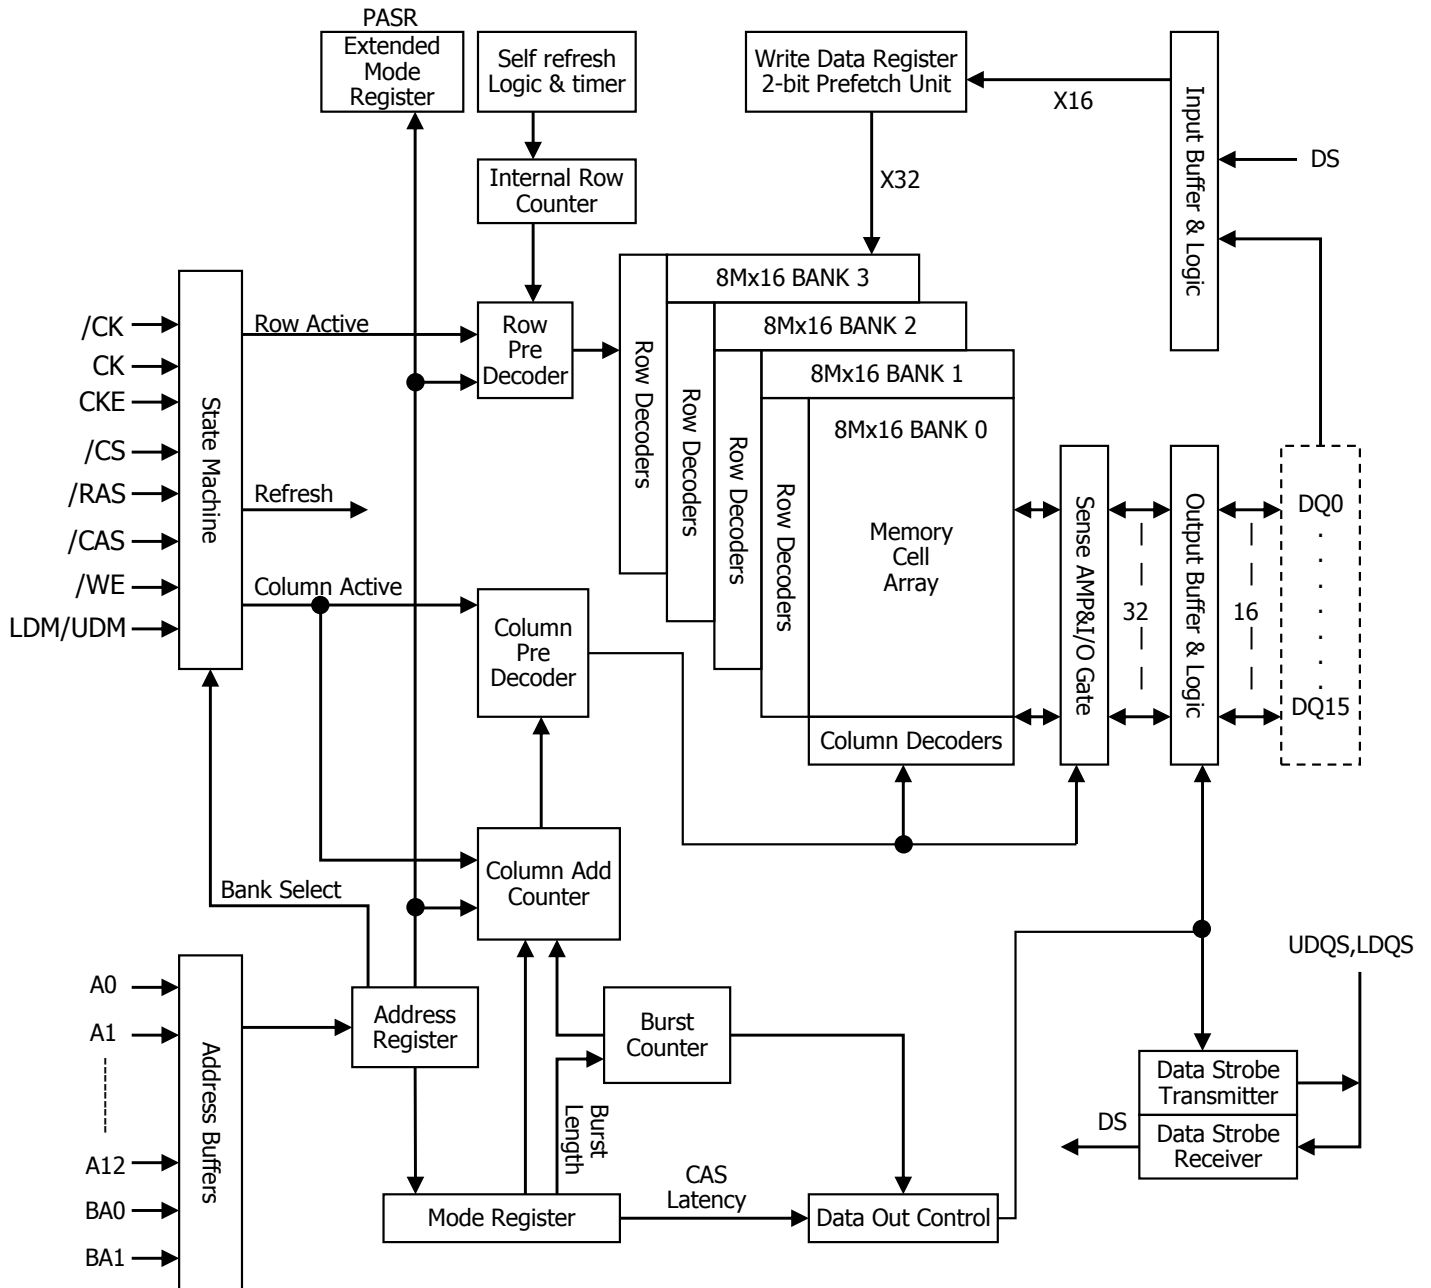 PASR
Extended
Mode
Register
Self refresh
Logic & timer
Write Data Register
2-bit Prefetch Unit
X16
Input Buffer & Logic
DS
Internal Row
Counter
X32
8Mx16 BANK 3
8Mx16 BANK 2
8Mx16 BANK 1
8Mx16 BANK 0
Row Decoders
Row Decoders
Row Decoders
Row Decoders
Memory
Cell
Array
Column Decoders
Row
Pre
Decoder
/CK
CK
CKE
/CS
/RAS
/CAS
/WE
LDM/UDM
State Machine
Row Active
Refresh
Column Active
Column
Pre
Decoder
Sense AMP&I/O Gate
32
Output Buffer & Logic
16
DQ0
DQ15
Column Add
Counter
Bank Select
A0
A1
A12
BA0
BA1
Address Buffers
Address
Register
Burst
Counter
Burst
Length
UDQS,LDQS
Data Strobe
Transmitter
Data Strobe
Receiver
DS
CAS
Latency
Mode Register
Data Out Control